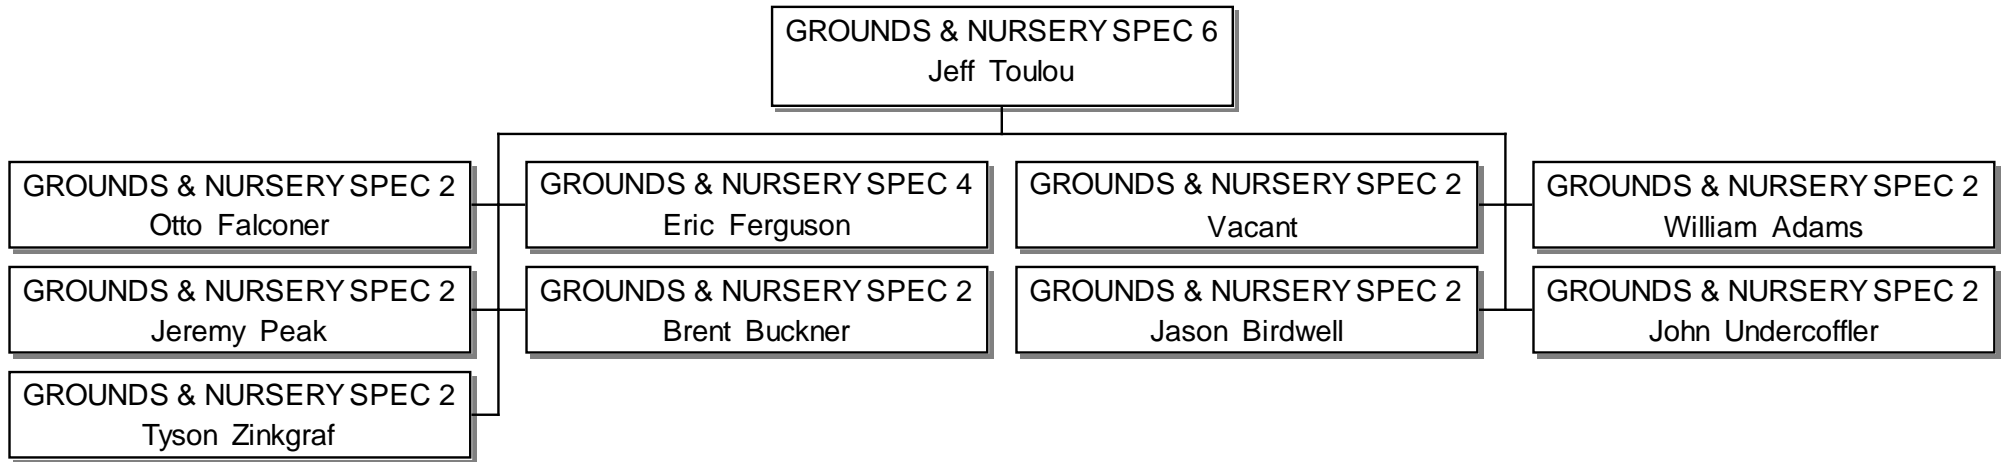 GROUNDS & NURSERY SPEC 6
Jeff Toulou
GROUNDS & NURSERY SPEC 2
Otto Falconer
GROUNDS & NURSERY SPEC 4
Eric Ferguson
GROUNDS & NURSERY SPEC 2
Vacant
GROUNDS & NURSERY SPEC 2
William Adams
GROUNDS & NURSERY SPEC 2
Jeremy Peak
GROUNDS & NURSERY SPEC 2
Brent Buckner
GROUNDS & NURSERY SPEC 2
Jason Birdwell
GROUNDS & NURSERY SPEC 2
John Undercoffler
GROUNDS & NURSERY SPEC 2
Tyson Zinkgraf